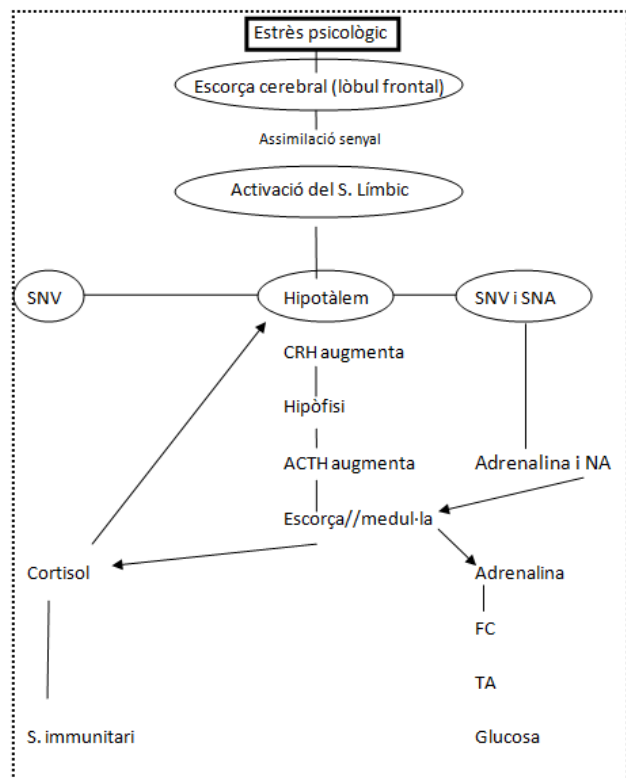 Estrès psicològic
Escorça cerebral (lòbul frontal)
Assimilació senyal
Activació del S. Límbic
SNV
Hipotàlem
SNV i SNA
CRH augmenta
Hipòfisi
ACTH augmenta
Adrenalina i NA
Escorça//medul·la
Cortisol
Adrenalina
FC
TA
S. immunitari
Glucosa